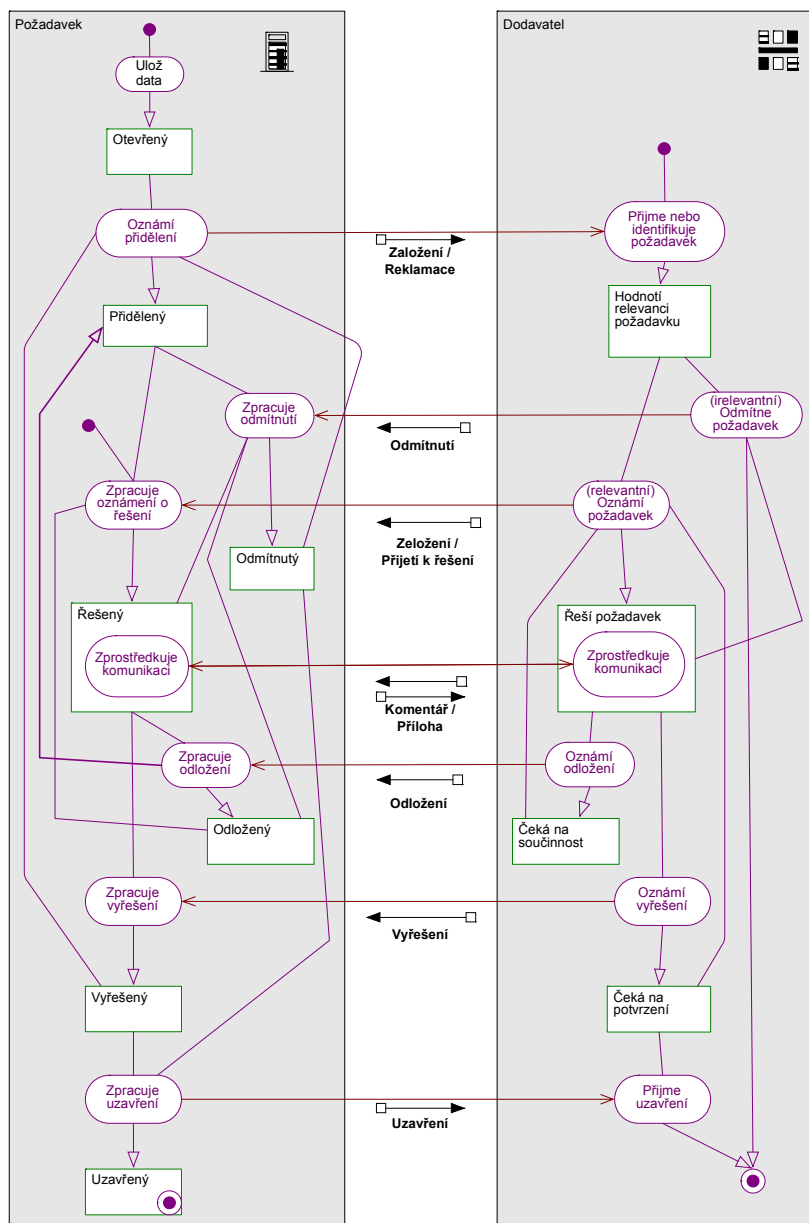 Požadavek
Dodavatel
Ulož
data
Otevřený
Oznámí
přidělení
Založení /
Reklamace
Přijme nebo
identifikuje
požadavek
Přidělený
Hodnotí
relevanci
požadavku
Zpracuje
odmítnutí
Odmítnutí
(irelevantní)
Odmítne
požadavek
Zpracuje
oznámení o
řešení
Zeložení /
Přijetí k řešení
(relevantní)
Oznámí
požadavek
Odmítnutý
Řešený
Zprostředkuje
komunikaci
Komentář /
Příloha
Řeší požadavek
Zprostředkuje
komunikaci
Zpracuje
odložení
Odložení
Oznámí
odložení
Odložený
Čeká na
součinnost
Zpracuje
vyřešení
Vyřešení
Oznámí
vyřešení
Vyřešený
Čeká na
potvrzení
Zpracuje
uzavření
Uzavření
Přijme
uzavření
Uzavřený